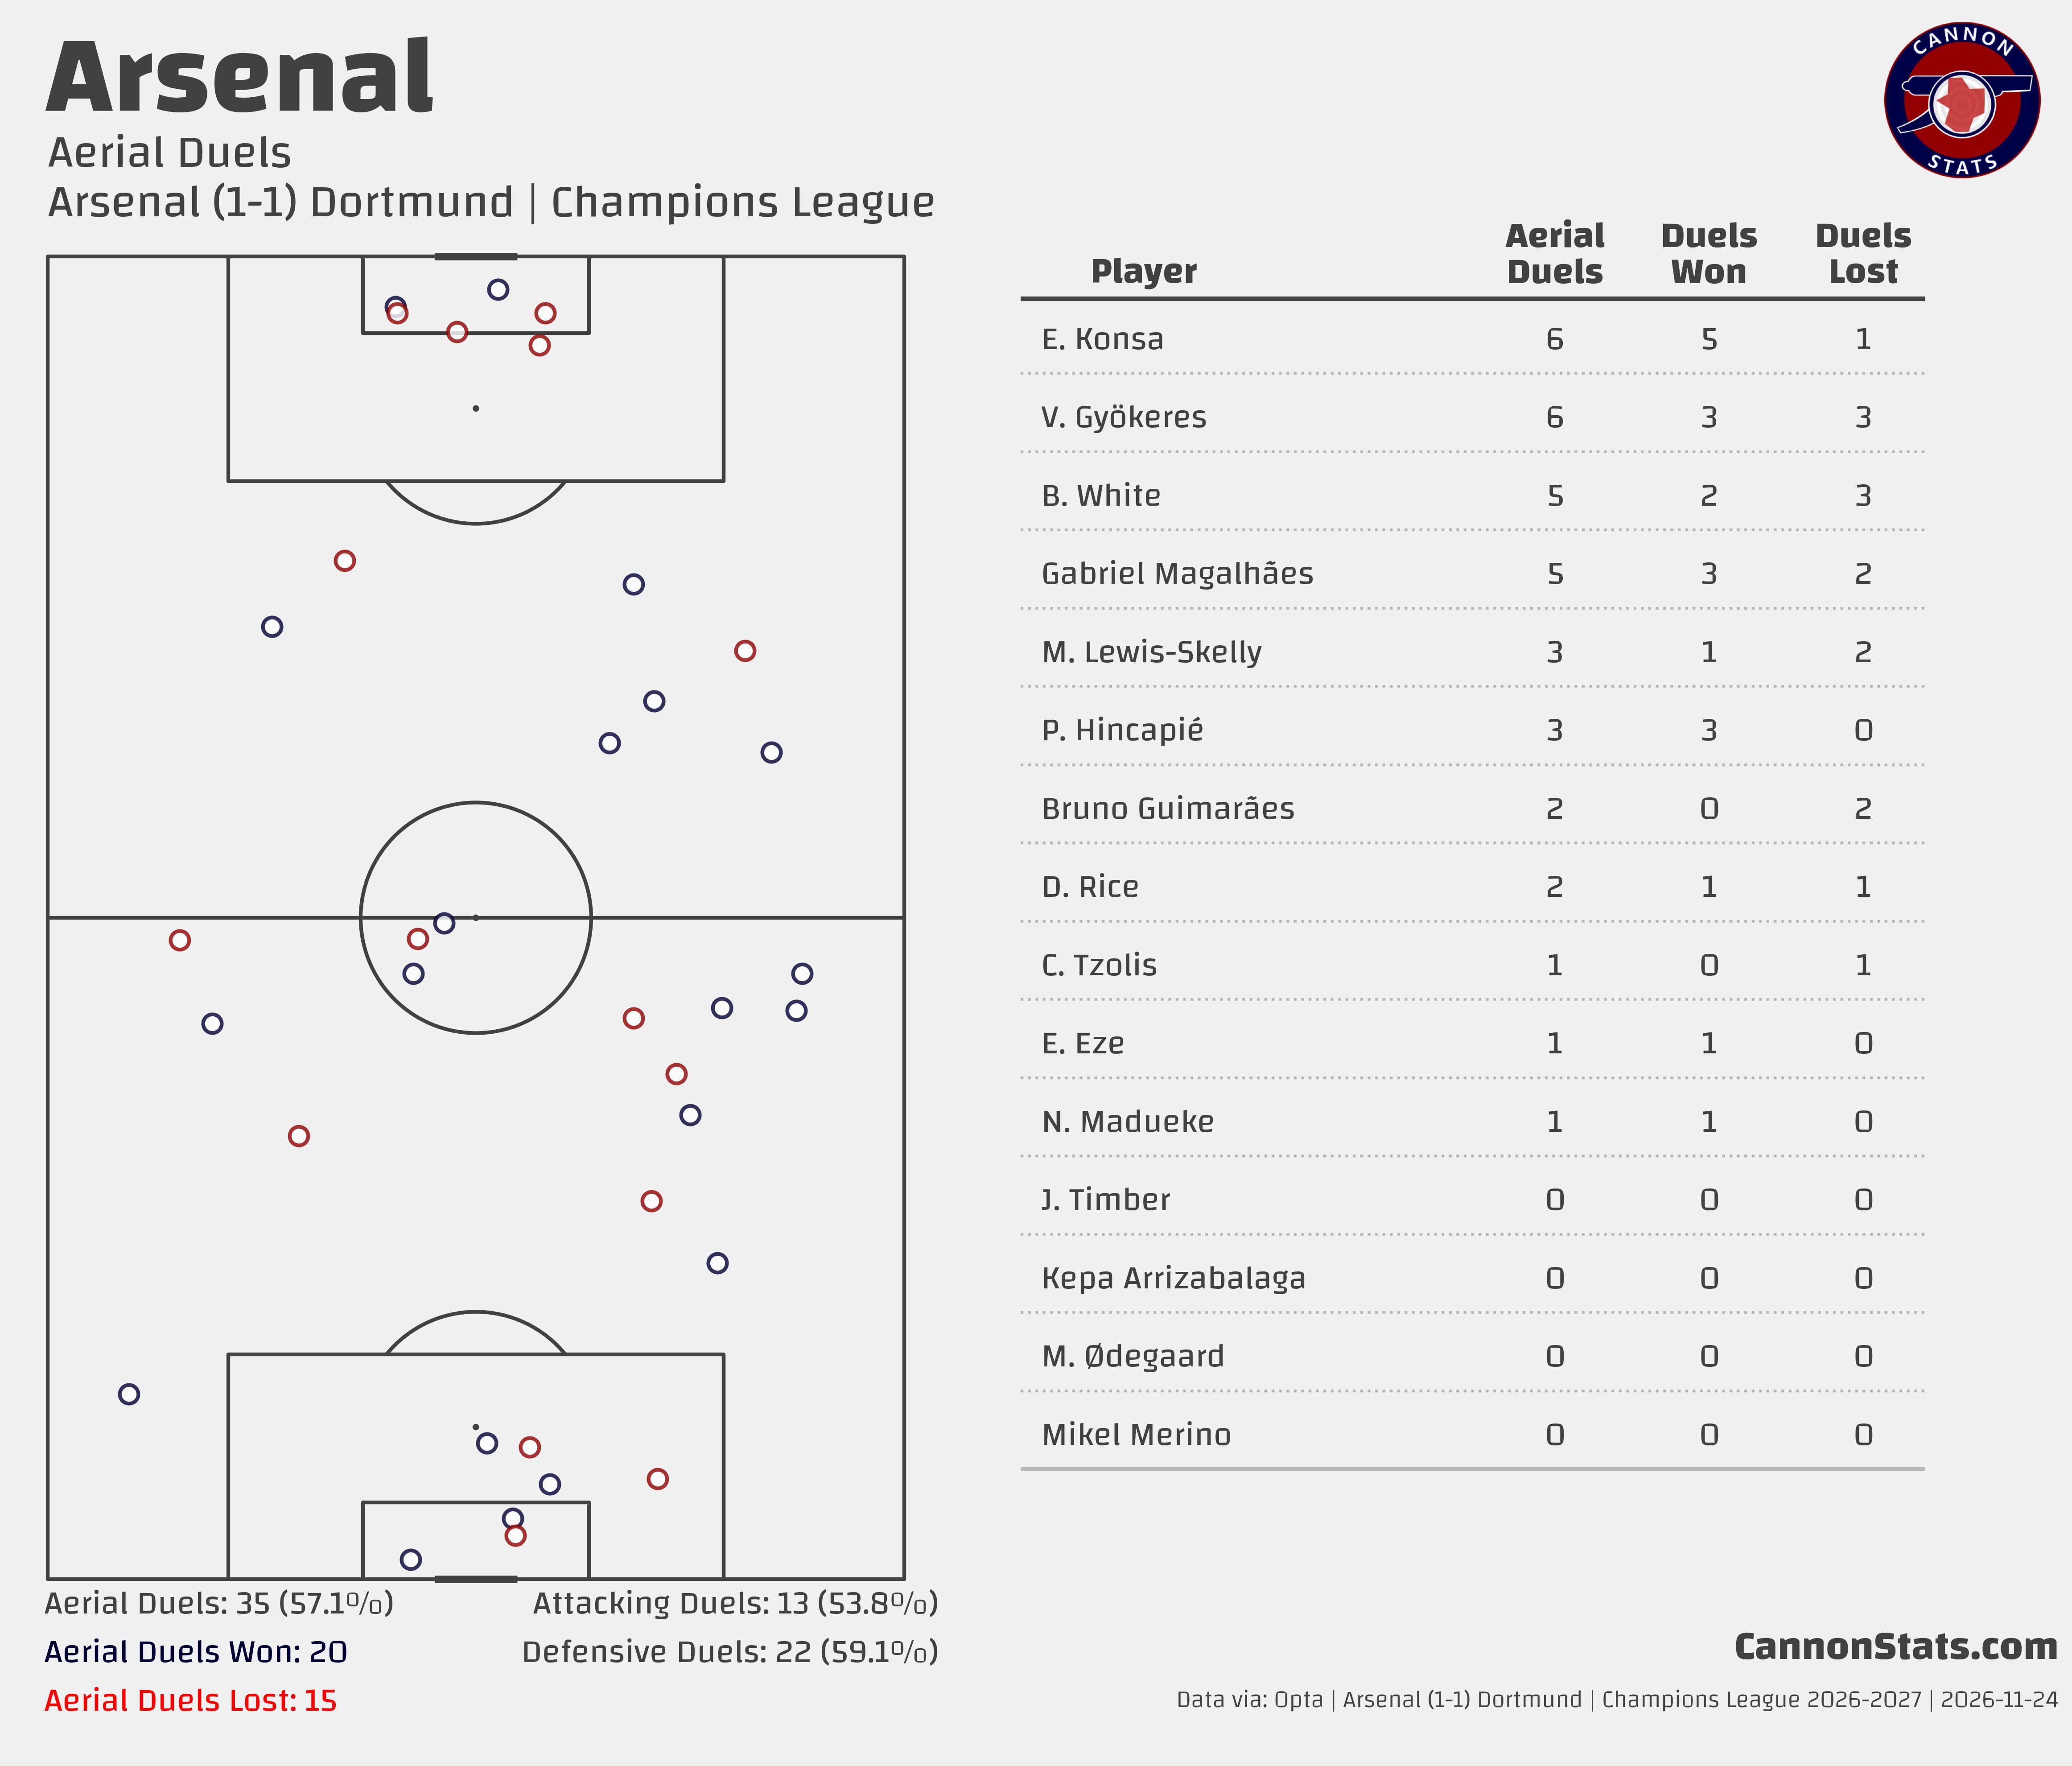 Arsenal
Aerial Duels
Arsenal (1-1) Dortmund | Champions League
CANNON
STATS
Player Aerial Duels Duels Won Duels Lost
E. Konsa 6 5 1
V. Gyökeres 6 3 3
B. White 5 2 3
Gabriel Magalhães 5 3 2
M. Lewis-Skelly 3 1 2
P. Hincapié 3 3 0
Bruno Guimarães 2 0 2
D. Rice 2 1 1
C. Tzolis 1 0 1
E. Eze 1 1 0
N. Madueke 1 1 0
J. Timber 0 0 0
Kepa Arrizabalaga 0 0 0
M. Ødegaard 0 0 0
Mikel Merino 0 0 0
Aerial Duels: 35 (57.1%) Attacking Duels: 13 (53.8%)
Aerial Duels Won: 20 Defensive Duels: 22 (59.1%)
Aerial Duels Lost: 15
CannonStats.com
Data via: Opta | Arsenal (1-1) Dortmund | Champions League 2026-2027 | 2026-11-24